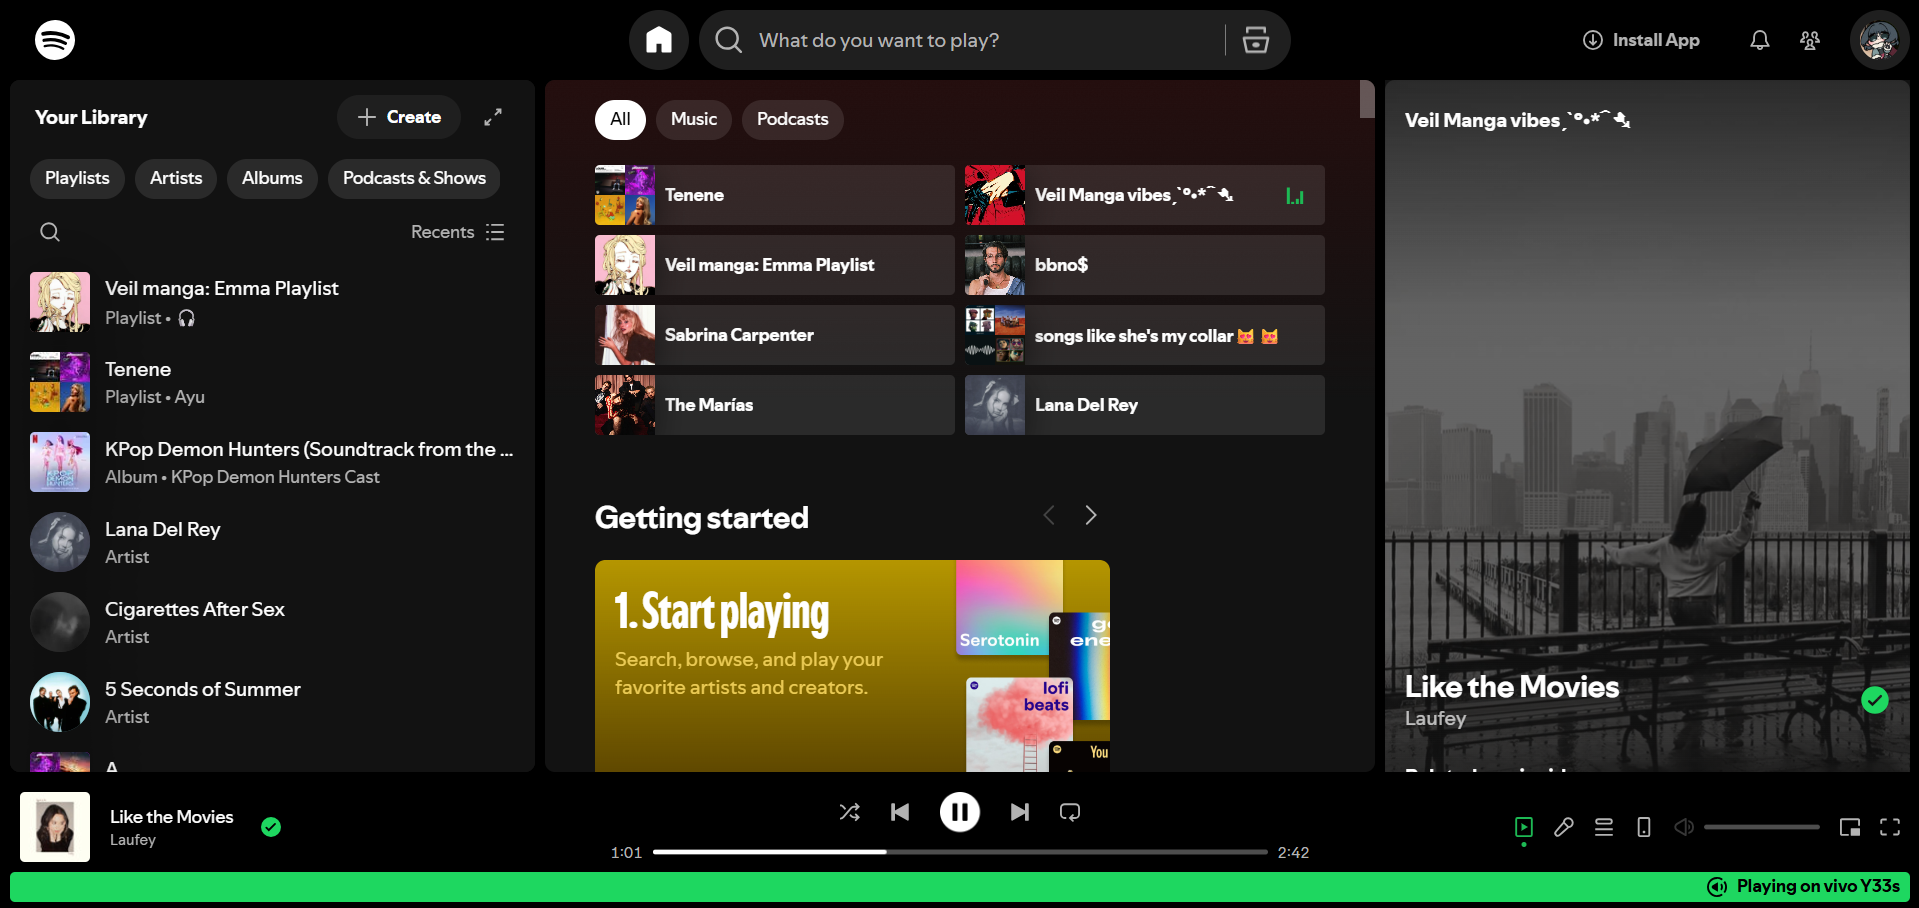 What do you want to play?
Install App
Your Library
Create
Playlists
Artists
Albums
Podcasts & Shows
Recents
Veil manga: Emma Playlist
Playlist •
Tenene
Playlist • Ayu
KPop Demon Hunters (Soundtrack from the ...
Album • KPop Demon Hunters Cast
Lana Del Rey
Artist
Cigarettes After Sex
Artist
5 Seconds of Summer
Artist
All
Music
Podcasts
Tenene
Veil Manga vibesˏˋ°•*⁀➷
Veil manga: Emma Playlist
bbno$
Sabrina Carpenter
songs like she's my collar😻 😻
The Marías
Lana Del Rey
Getting started
1. Start playing
Search, browse, and play your
favorite artists and creators.
Serotonin
lofi
beats
You
Veil Manga vibesˏˋ°•*⁀➷
Like the Movies
Laufey
Like the Movies
Laufey
1:01
2:42
Playing on vivo Y33s